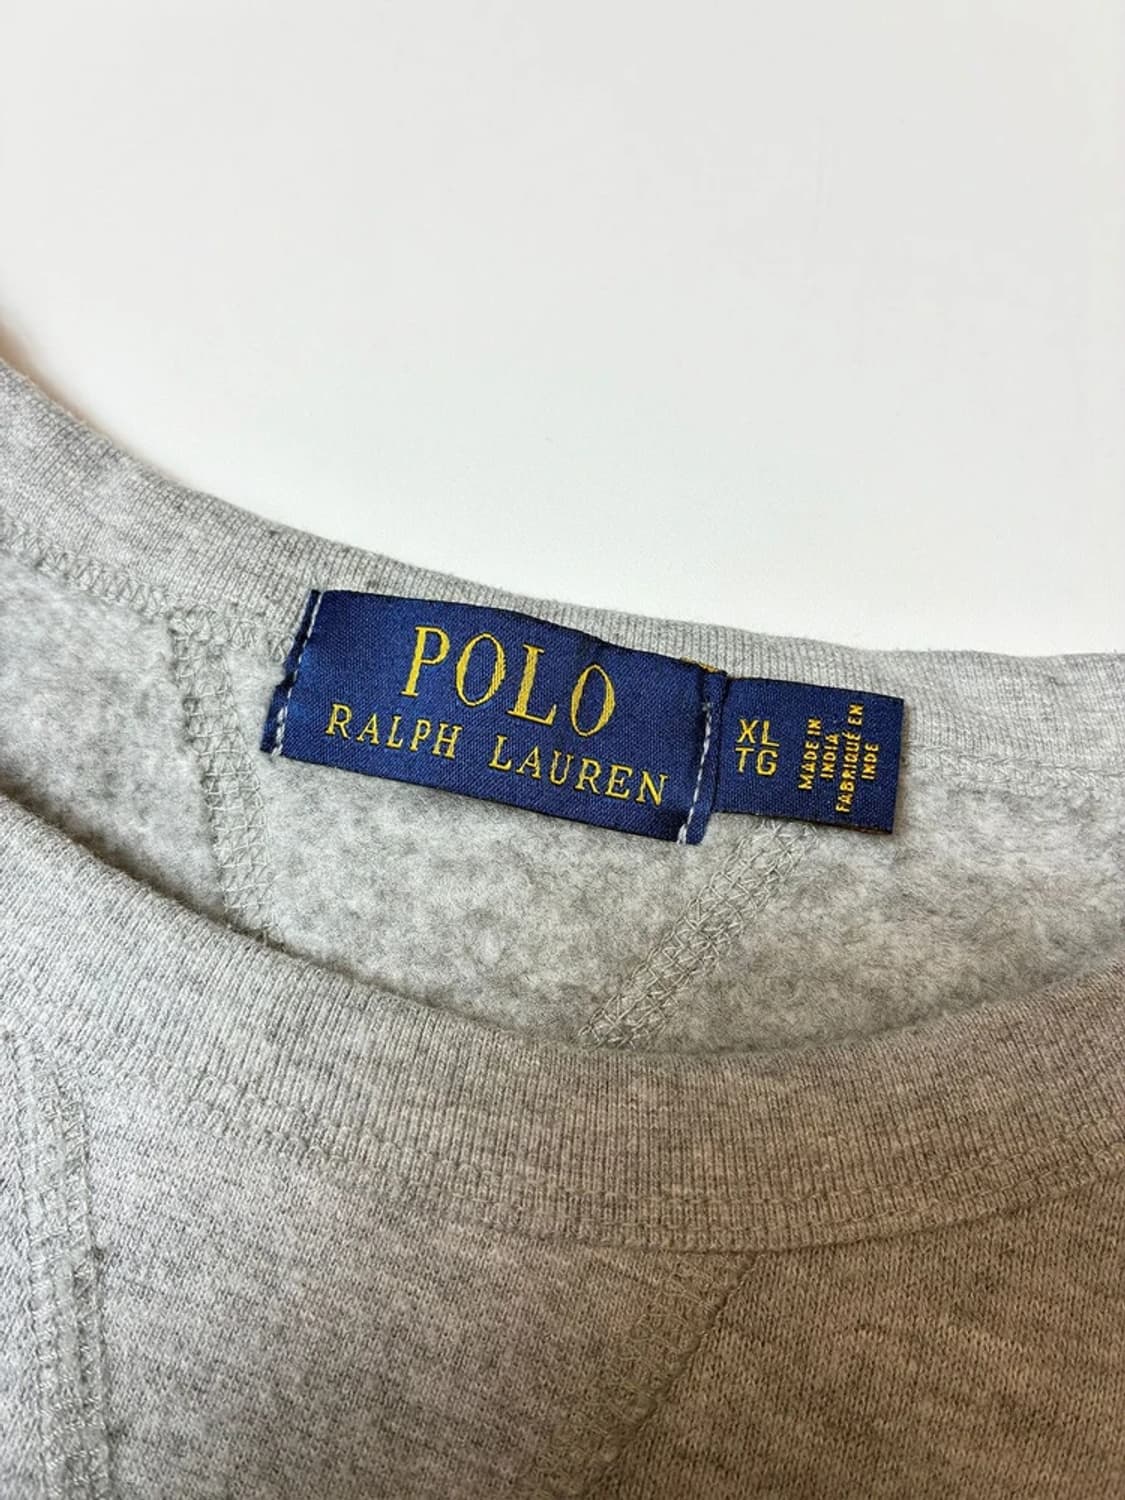 POLO
RALPH LAUREN
XL
TG
MADE IN
INDIA
FABRIQUÉ EN
INDE